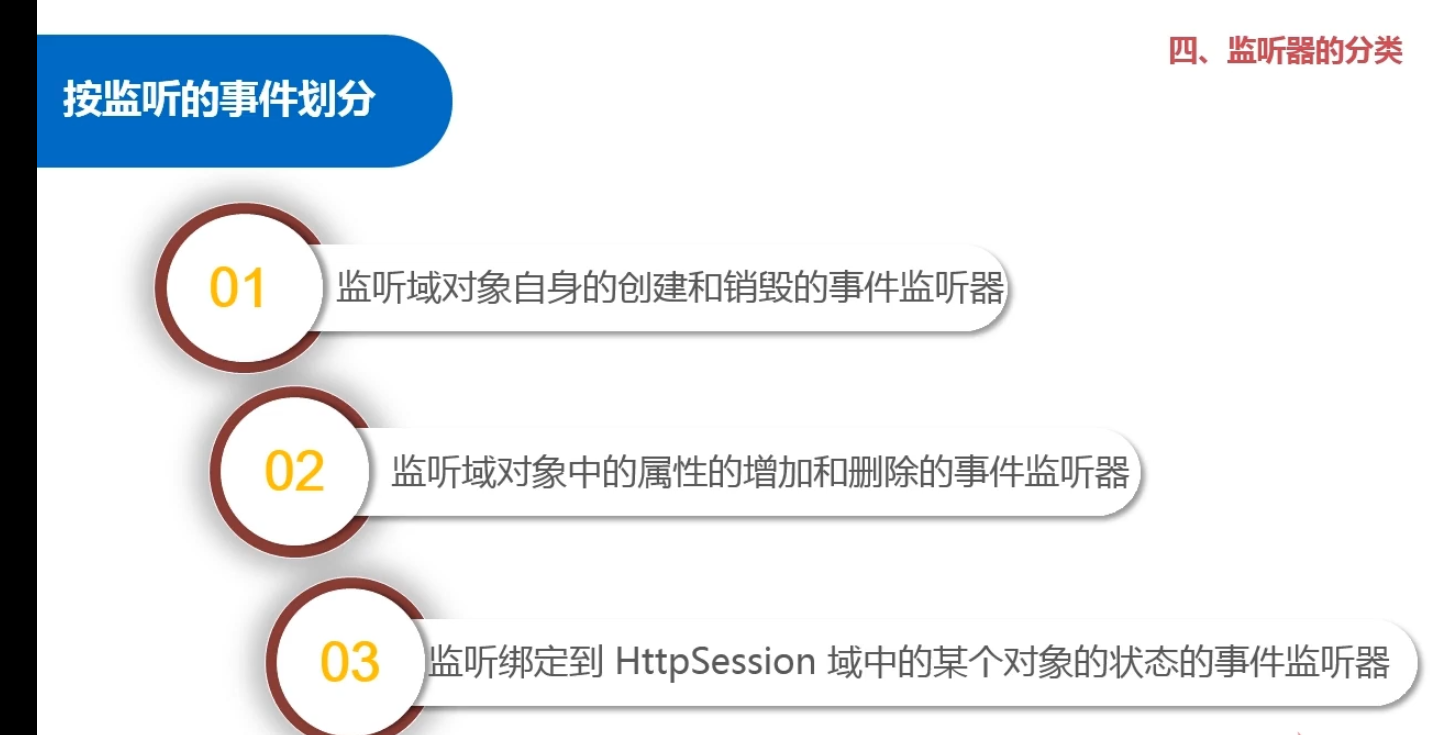 四、监听器的分类
按监听的事件划分
01
监听域对象自身的创建和销毁的事件监听器
02
监听域对象中的属性的增加和删除的事件监听器
03
监听绑定到 HttpSession 域中的某个对象的状态的事件监听器